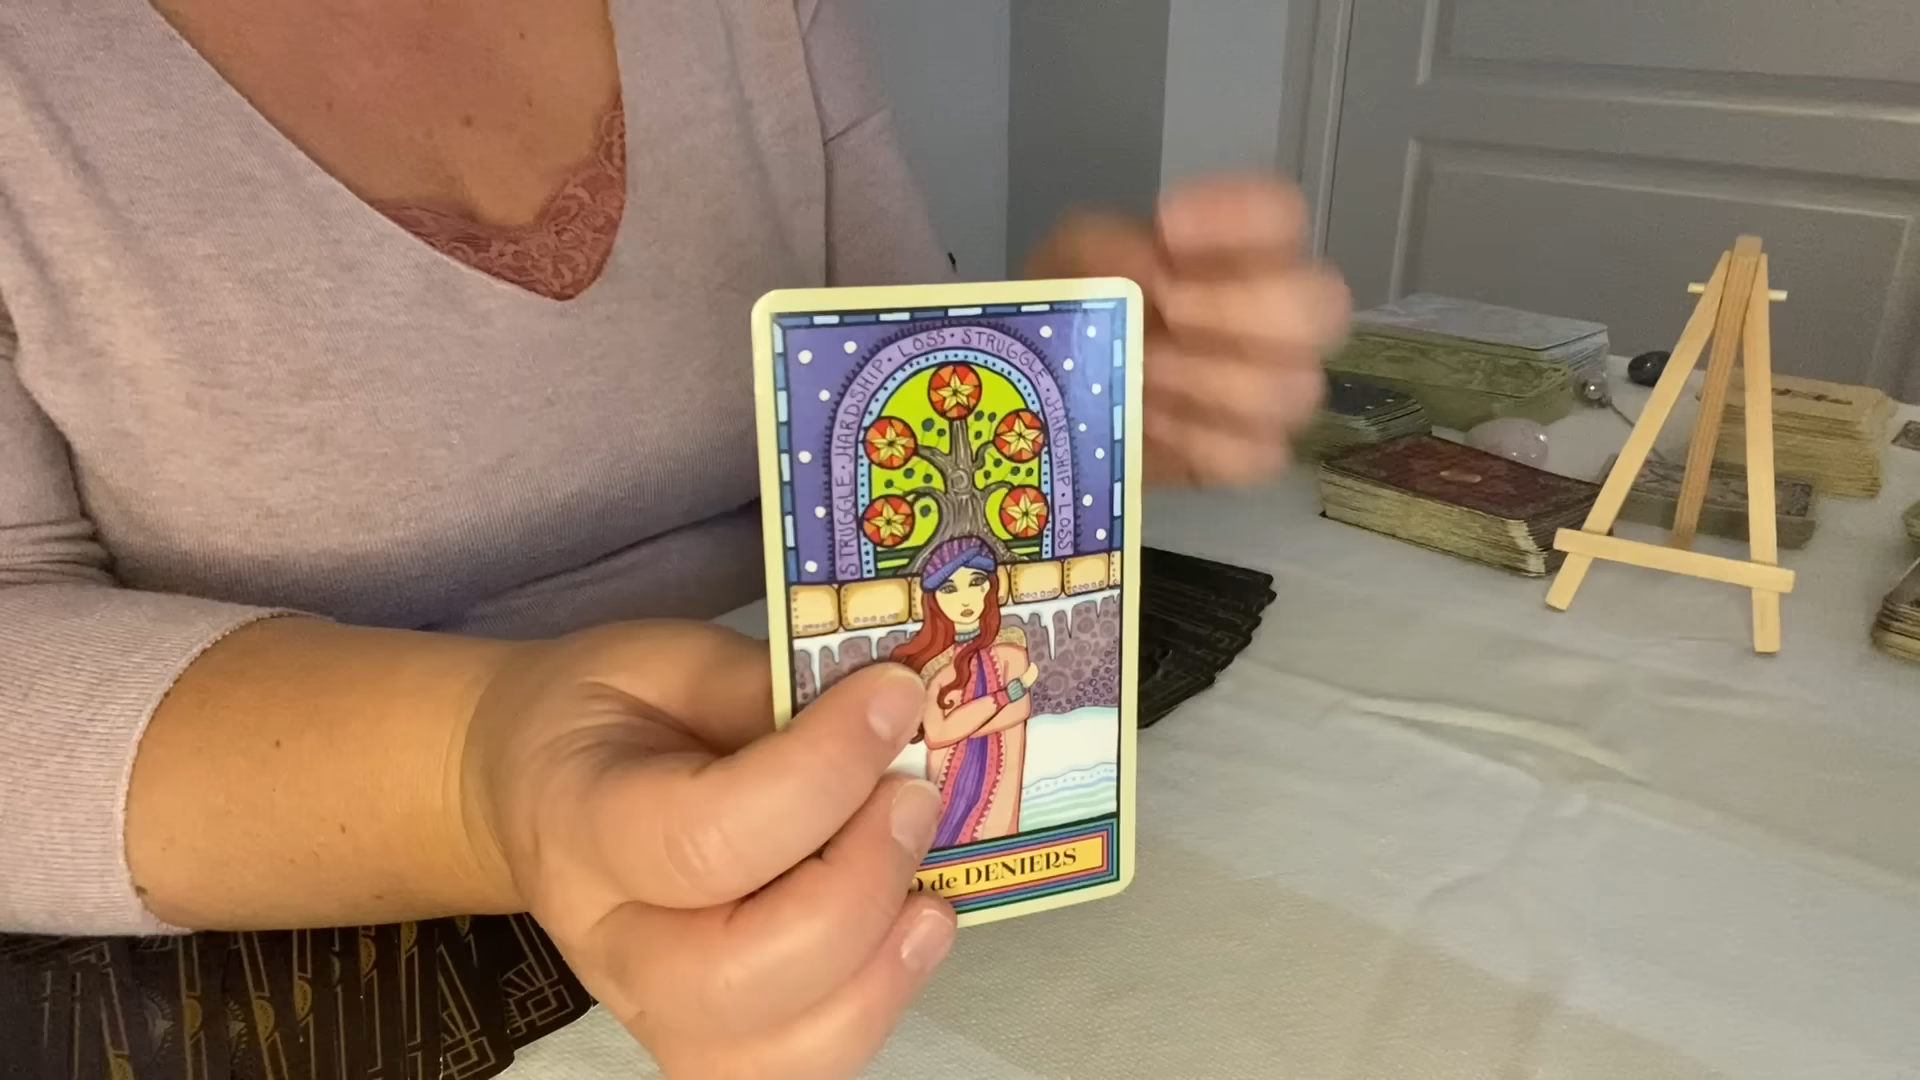 STRUGGLE · HARDSHIP · LOSS · STRUGGLE · HARDSHIP · LOSS
de DENIERS